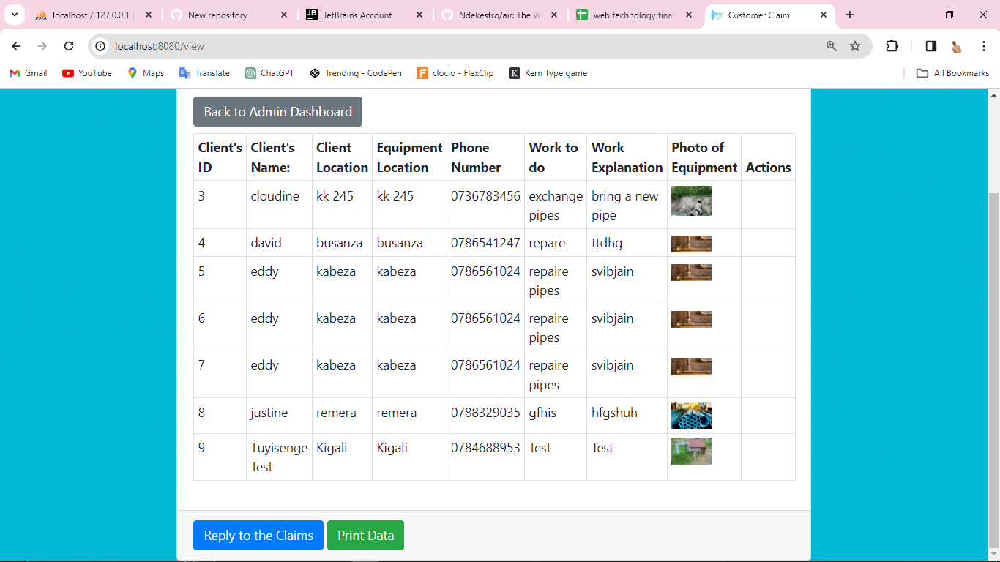 localhost / 127.0.0.1 |
New repository
JB
JetBrains Account
Ndekestro/air: The W
web technology final
Customer Claim
localhost:8080/view
Gmail
YouTube
Maps
Translate
ChatGPT
Trending - CodePen
cloclo - FlexClip
K
Kern Type game
All Bookmarks
Back to Admin Dashboard
Client's ID
Client's Name:
Client Location
Equipment Location
Phone Number
Work to do
Work Explanation
Photo of Equipment
Actions
3 cloudine kk 245 kk 245 0736783456 exchange pipes bring a new pipe
4 david busanza busanza 0786541247 repare ttdhg
5 eddy kabeza kabeza 0786561024 repaire pipes svibjain
6 eddy kabeza kabeza 0786561024 repaire pipes svibjain
7 eddy kabeza kabeza 0786561024 repaire pipes svibjain
8 justine remera remera 0788329035 gfhis hfgshuh
9 Tuyisenge Test Kigali Kigali 0784688953 Test Test
Reply to the Claims
Print Data